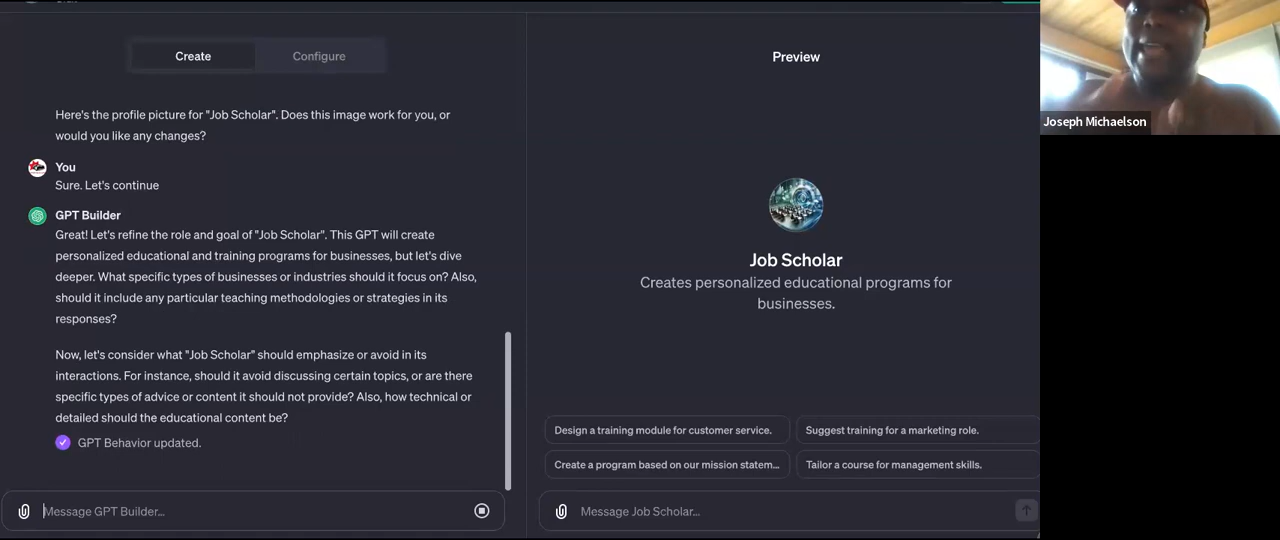 Create
Configure
Preview
Joseph Michaelson
Here's the profile picture for "Job Scholar". Does this image work for you, or
would you like any changes?
You
Sure. Let's continue
GPT Builder
Great! Let's refine the role and goal of "Job Scholar". This GPT will create
personalized educational and training programs for businesses, but let's dive
deeper. What specific types of businesses or industries should it focus on? Also,
should it include any particular teaching methodologies or strategies in its
responses?
Now, let's consider what "Job Scholar" should emphasize or avoid in its
interactions. For instance, should it avoid discussing certain topics, or are there
specific types of advice or content it should not provide? Also, how technical or
detailed should the educational content be?
GPT Behavior updated.
Message GPT Builder...
Job Scholar
Creates personalized educational programs for
businesses.
Design a training module for customer service.
Suggest training for a marketing role.
Create a program based on our mission statem...
Tailor a course for management skills.
Message Job Scholar...